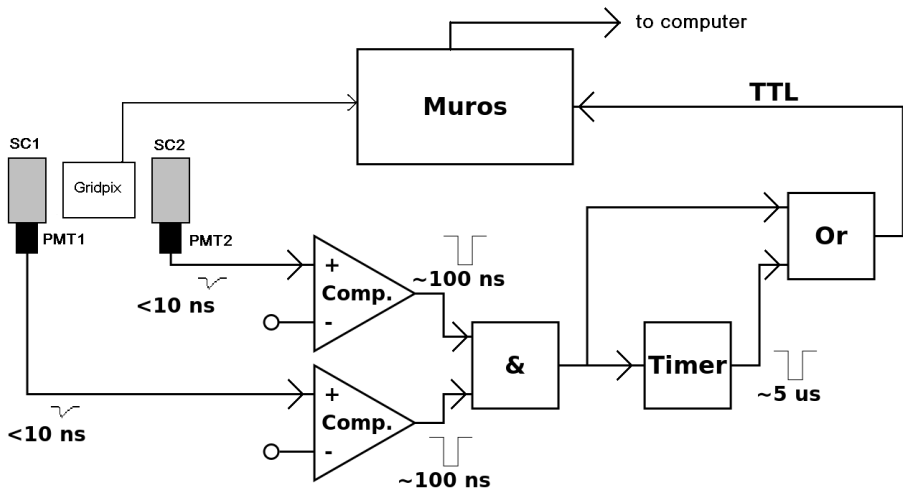 to computer
Muros
TTL
SC1
SC2
Gridpix
PMT1
PMT2
Or
~100 ns
+
Comp.
-
<10 ns
&
Timer
~5 us
+
Comp.
-
<10 ns
~100 ns